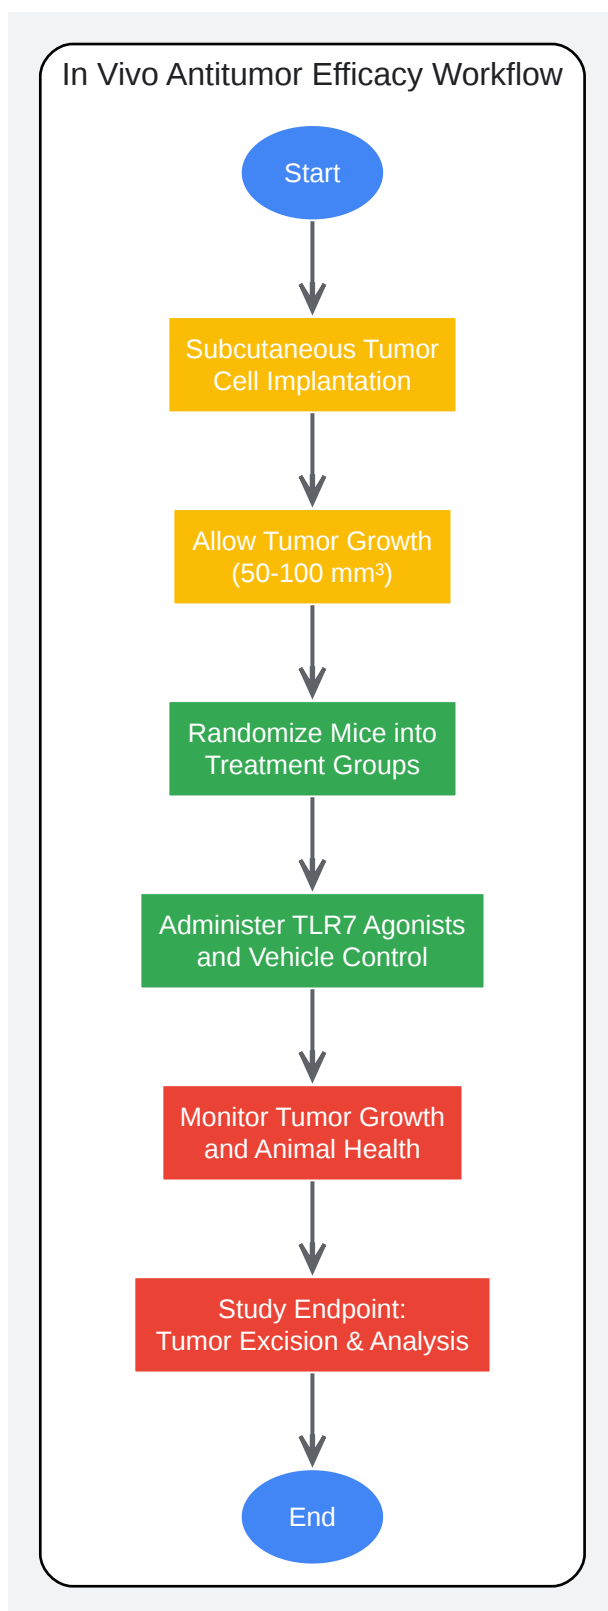 In Vivo Antitumor Efficacy Workflow
Start
Subcutaneous Tumor
Cell Implantation
Allow Tumor Growth
(50-100 mm³)
Randomize Mice into
Treatment Groups
Administer TLR7 Agonists
and Vehicle Control
Monitor Tumor Growth
and Animal Health
Study Endpoint:
Tumor Excision & Analysis
End